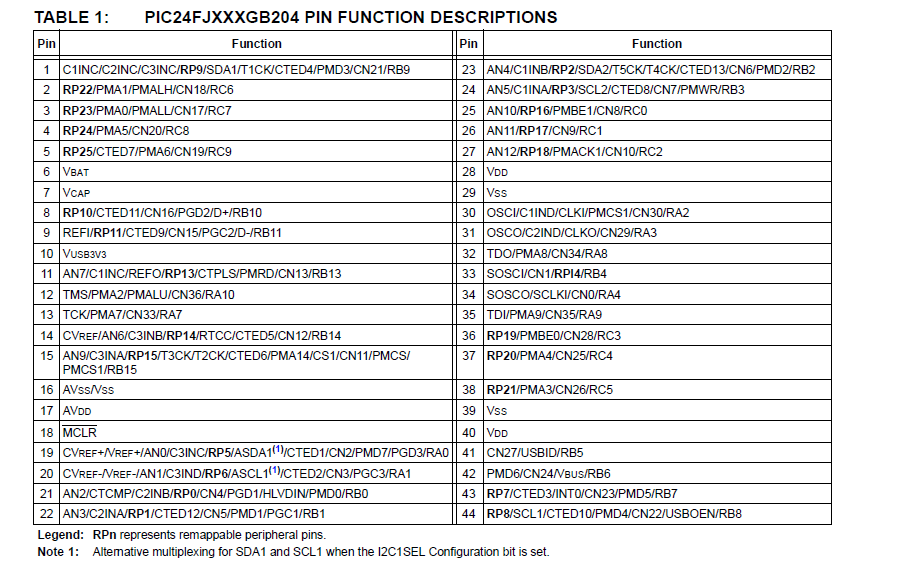 TABLE 1: PIC24FJXXXGB204 PIN FUNCTION DESCRIPTIONS
Pin Function Pin Function
1 C1INC/C2INC/C3INC/RP9/SDA1/T1CK/CTED4/PMD3/CN21/RB9 23 AN4/C1INB/RP2/SDA2/T5CK/T4CK/CTED13/CN6/PMD2/RB2
2 RP22/PMA1/PMALH/CN18/RC6 24 AN5/C1INA/RP3/SCL2/CTED8/CN7/PMWR/RB3
3 RP23/PMA0/PMALL/CN17/RC7 25 AN10/RP16/PMBE1/CN8/RC0
4 RP24/PMA5/CN20/RC8 26 AN11/RP17/CN9/RC1
5 RP25/CTED7/PMA6/CN19/RC9 27 AN12/RP18/PMACK1/CN10/RC2
6 VBAT 28 VDD
7 VCAP 29 VSS
8 RP10/CTED11/CN16/PGD2/D+/RB10 30 OSCI/C1IND/CLKI/PMCS1/CN30/RA2
9 REFI/RP11/CTED9/CN15/PGC2/D-/RB11 31 OSCO/C2IND/CLKO/CN29/RA3
10 VUSB3V3 32 TDO/PMA8/CN34/RA8
11 AN7/C1INC/REFO/RP13/CTPLS/PMRD/CN13/RB13 33 SOSCI/CN1/RPI4/RB4
12 TMS/PMA2/PMALU/CN36/RA10 34 SOSCO/SCLKI/CN0/RA4
13 TCK/PMA7/CN33/RA7 35 TDI/PMA9/CN35/RA9
14 CVREF/AN6/C3INB/RP14/RTCC/CTED5/CN12/RB14 36 RP19/PMBE0/CN28/RC3
15 AN9/C3INA/RP15/T3CK/T2CK/CTED6/PMA14/CS1/CN11/PMCS/ 37 RP20/PMA4/CN25/RC4
PMCS1/RB15
16 AVSS/VSS 38 RP21/PMA3/CN26/RC5
17 AVDD 39 VSS
18 MCLR 40 VDD
19 CVREF+/VREF+/AN0/C3INC/RP5/ASDA1(1)/CTED1/CN2/PMD7/PGD3/RA0 41 CN27/USBID/RB5
20 CVREF-/VREF-/AN1/C3IND/RP6/ASCL1(1)/CTED2/CN3/PGC3/RA1 42 PMD6/CN24/VBUS/RB6
21 AN2/CTCMP/C2INB/RP0/CN4/PGD1/HLVDIN/PMD0/RB0 43 RP7/CTED3/INT0/CN23/PMD5/RB7
22 AN3/C2INA/RP1/CTED12/CN5/PMD1/PGC1/RB1 44 RP8/SCL1/CTED10/PMD4/CN22/USBOEN/RB8
Legend: RPn represents remappable peripheral pins.
Note 1: Alternative multiplexing for SDA1 and SCL1 when the I2C1SEL Configuration bit is set.